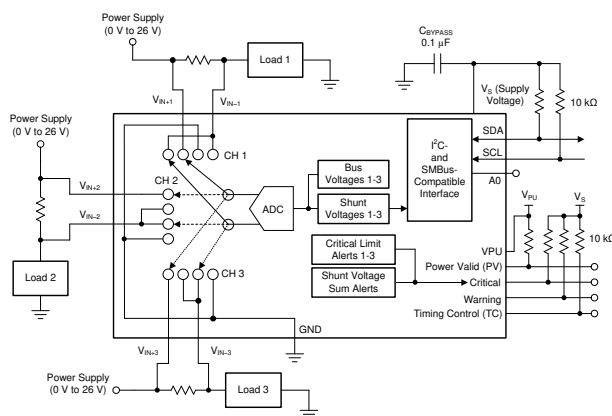 Power Supply
(0 V to 26 V)
Load 1
CBYPASS
0.1 µF
VS (Supply
Voltage)
10 kΩ
VIN+1
VIN–1
Power Supply
(0 V to 26 V)
VIN+2
VIN–2
Load 2
CH 1
CH 2
CH 3
ADC
Bus
Voltages 1-3
Shunt
Voltages 1-3
I2C-
and
SMBus-
Compatible
Interface
SDA
SCL
A0
VPU
VS
10 kΩ
Critical Limit
Alerts 1-3
Shunt Voltage
Sum Alerts
VPU
Power Valid (PV)
Critical
Warning
Timing Control (TC)
GND
VIN+3
VIN–3
Power Supply
(0 V to 26 V)
Load 3